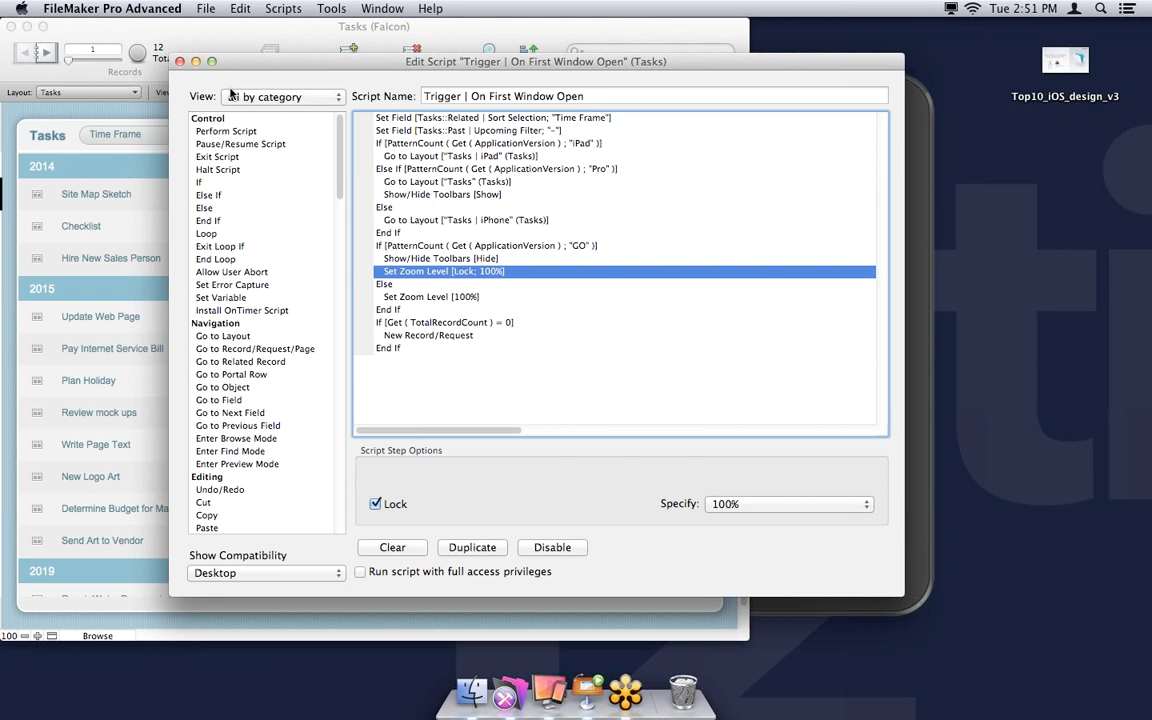 FileMaker Pro Advanced File Edit Scripts Tools Window Help Tue 2:51 PM
Tasks (Falcon)
Edit Script "Trigger | On First Window Open" (Tasks)
1
12
Records
Layout: Tasks
View: All by category Script Name: Trigger | On First Window Open
Tasks Time Frame
2014
Site Map Sketch
Checklist
Hire New Sales Person
2015
Update Web Page
Pay Internet Service Bill
Plan Holiday
Review mock ups
Write Page Text
New Logo Art
Determine Budget for Ma
Send Art to Vendor
2019
100 Browse
Control
Perform Script
Pause/Resume Script
Exit Script
Halt Script
If
Else If
Else
End If
Loop
Exit Loop If
End Loop
Allow User Abort
Set Error Capture
Set Variable
Install OnTimer Script
Navigation
Go to Layout
Go to Record/Request/Page
Go to Related Record
Go to Portal Row
Go to Object
Go to Field
Go to Next Field
Go to Previous Field
Enter Browse Mode
Enter Find Mode
Enter Preview Mode
Editing
Undo/Redo
Cut
Copy
Paste
Show Compatibility
Desktop
Set Field [Tasks::Related | Sort Selection; "Time Frame"]
Set Field [Tasks::Past | Upcoming Filter; "-"]
If [PatternCount ( Get ( ApplicationVersion ) ; "iPad" )]
Go to Layout ["Tasks | iPad" (Tasks)]
Else If [PatternCount ( Get ( ApplicationVersion ) ; "Pro" )]
Go to Layout ["Tasks" (Tasks)]
Show/Hide Toolbars [Show]
Else
Go to Layout ["Tasks | iPhone" (Tasks)]
End If
If [PatternCount ( Get ( ApplicationVersion ) ; "GO" )]
Show/Hide Toolbars [Hide]
Set Zoom Level [Lock; 100%]
Else
Set Zoom Level [100%]
End If
If [Get ( TotalRecordCount ) = 0]
New Record/Request
End If
Script Step Options
Lock Specify: 100%
Clear Duplicate Disable
Run script with full access privileges
Top10_iOS_design_v3